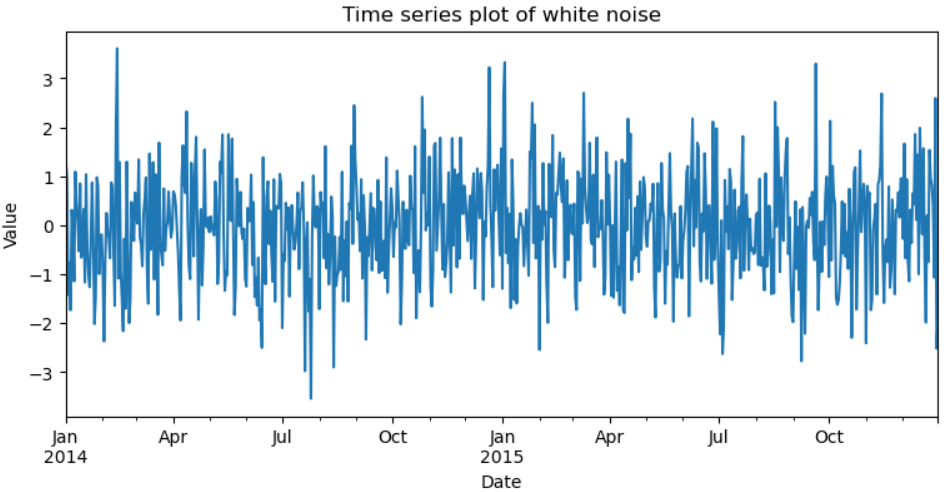 Time series plot of white noise
Value
3
2
1
0
−1
−2
−3
Jan Apr Jul Oct Jan Apr Jul Oct
2014 2015
Date